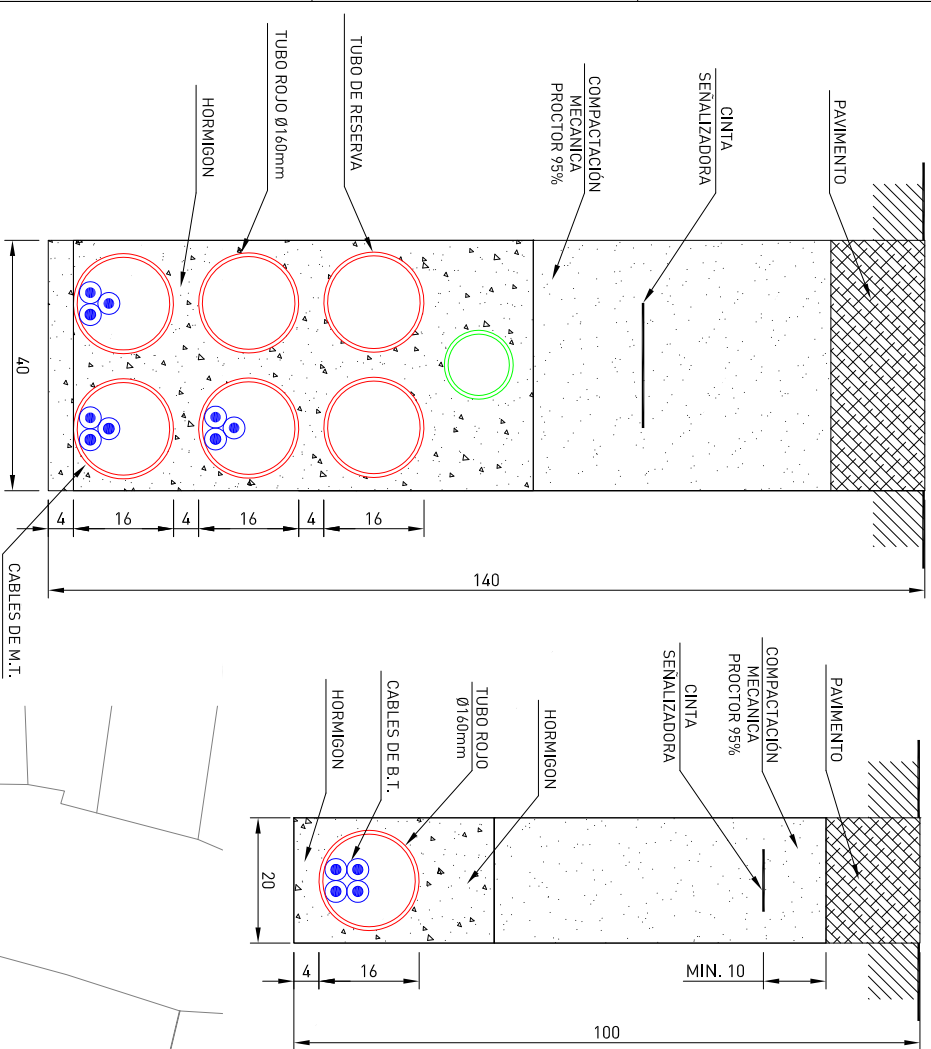 TUBO DE RESERVA
TUBO ROJO Ø160mm
HORMIGON
COMPACTACIÓN
MECANICA
PROCTOR 95%
CINTA
SEÑALIZADORA
PAVIMENTO
40
4
16
4
16
4
16
140
CABLES DE M.T.
PAVIMENTO
COMPACTACIÓN
MECANICA
PROCTOR 95%
CINTA
SEÑALIZADORA
HORMIGON
TUBO ROJO
Ø160mm
CABLES DE B.T.
HORMIGON
20
4
16
MIN. 10
100